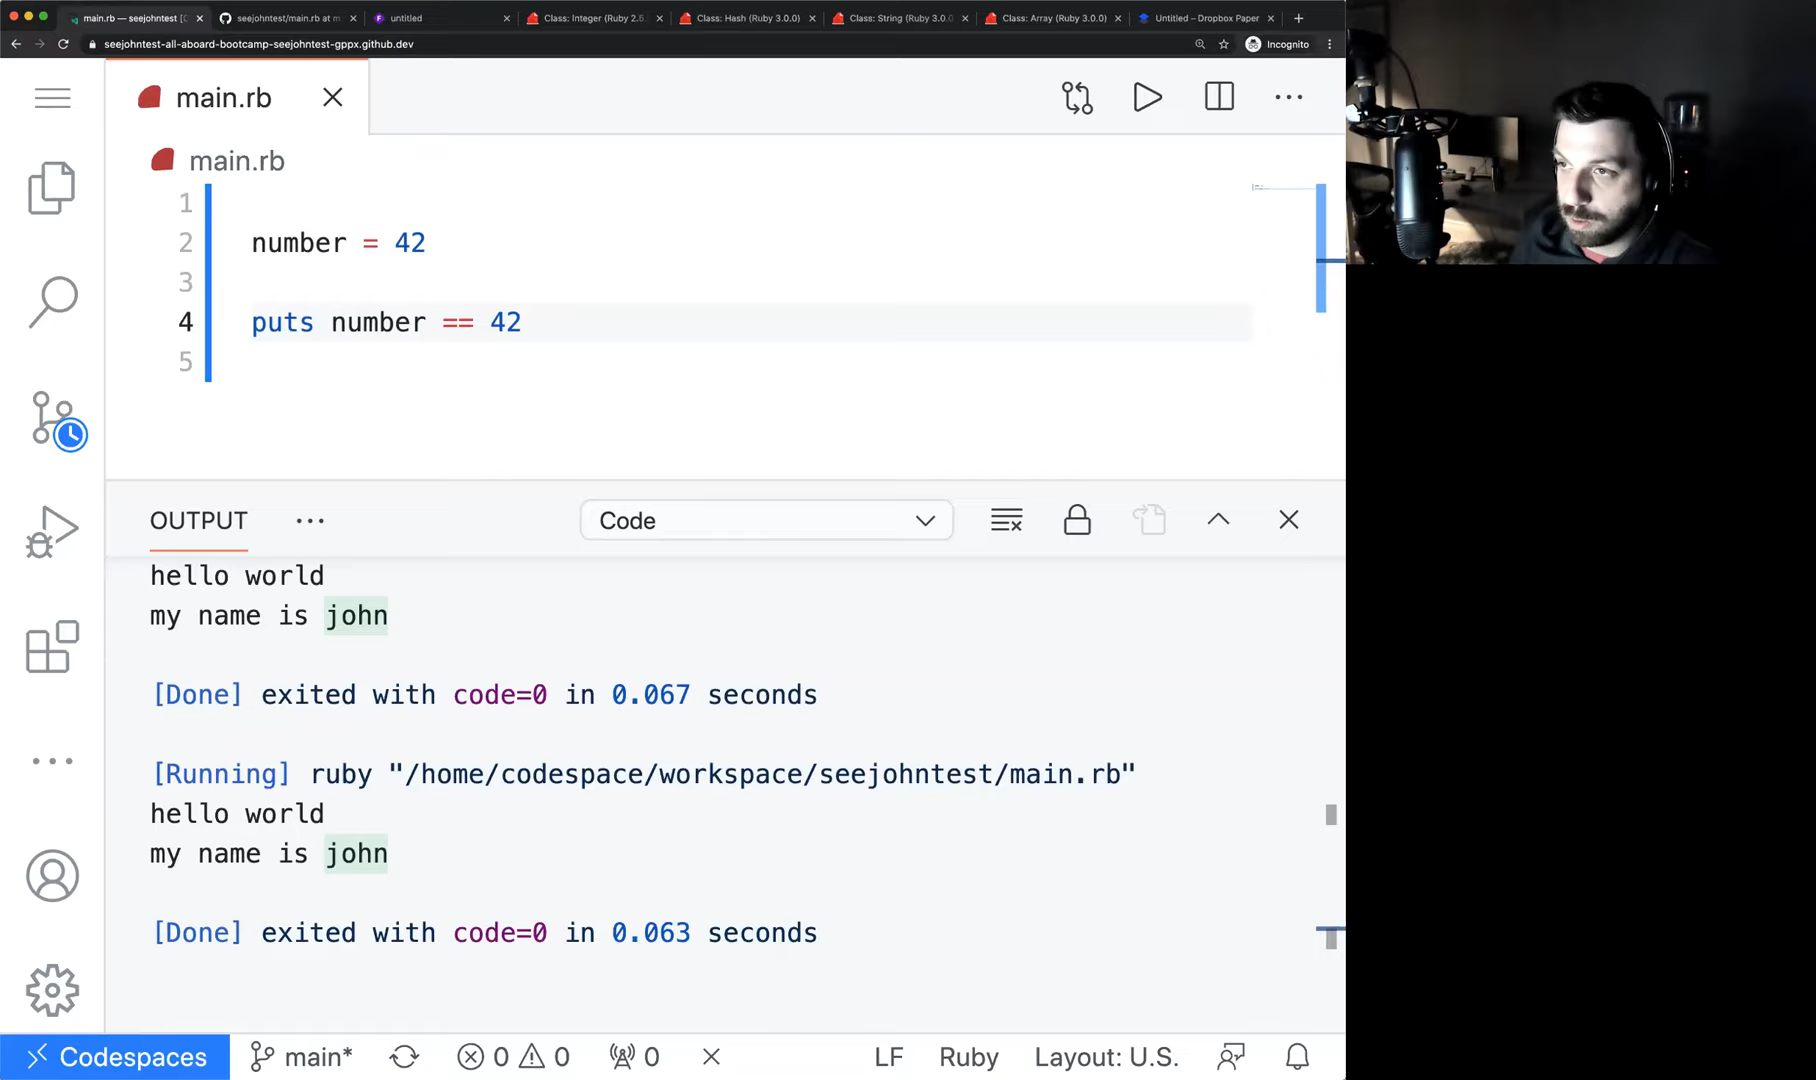 main.rb — seejohntest [C
seejohntest/main.rb at m
untitled
Class: Integer (Ruby 2.6.
Class: Hash (Ruby 3.0.0)
Class: String (Ruby 3.0.0
Class: Array (Ruby 3.0.0)
Untitled – Dropbox Paper
seejohntest-all-aboard-bootcamp-seejohntest-gppx.github.dev
Incognito
main.rb
main.rb
1
2 number = 42
3
4 puts number == 42
5
OUTPUT
Code
hello world
my name is john
[Done] exited with code=0 in 0.067 seconds
[Running] ruby "/home/codespace/workspace/seejohntest/main.rb"
hello world
my name is john
[Done] exited with code=0 in 0.063 seconds
Codespaces main* 0 0 0 LF Ruby Layout: U.S.